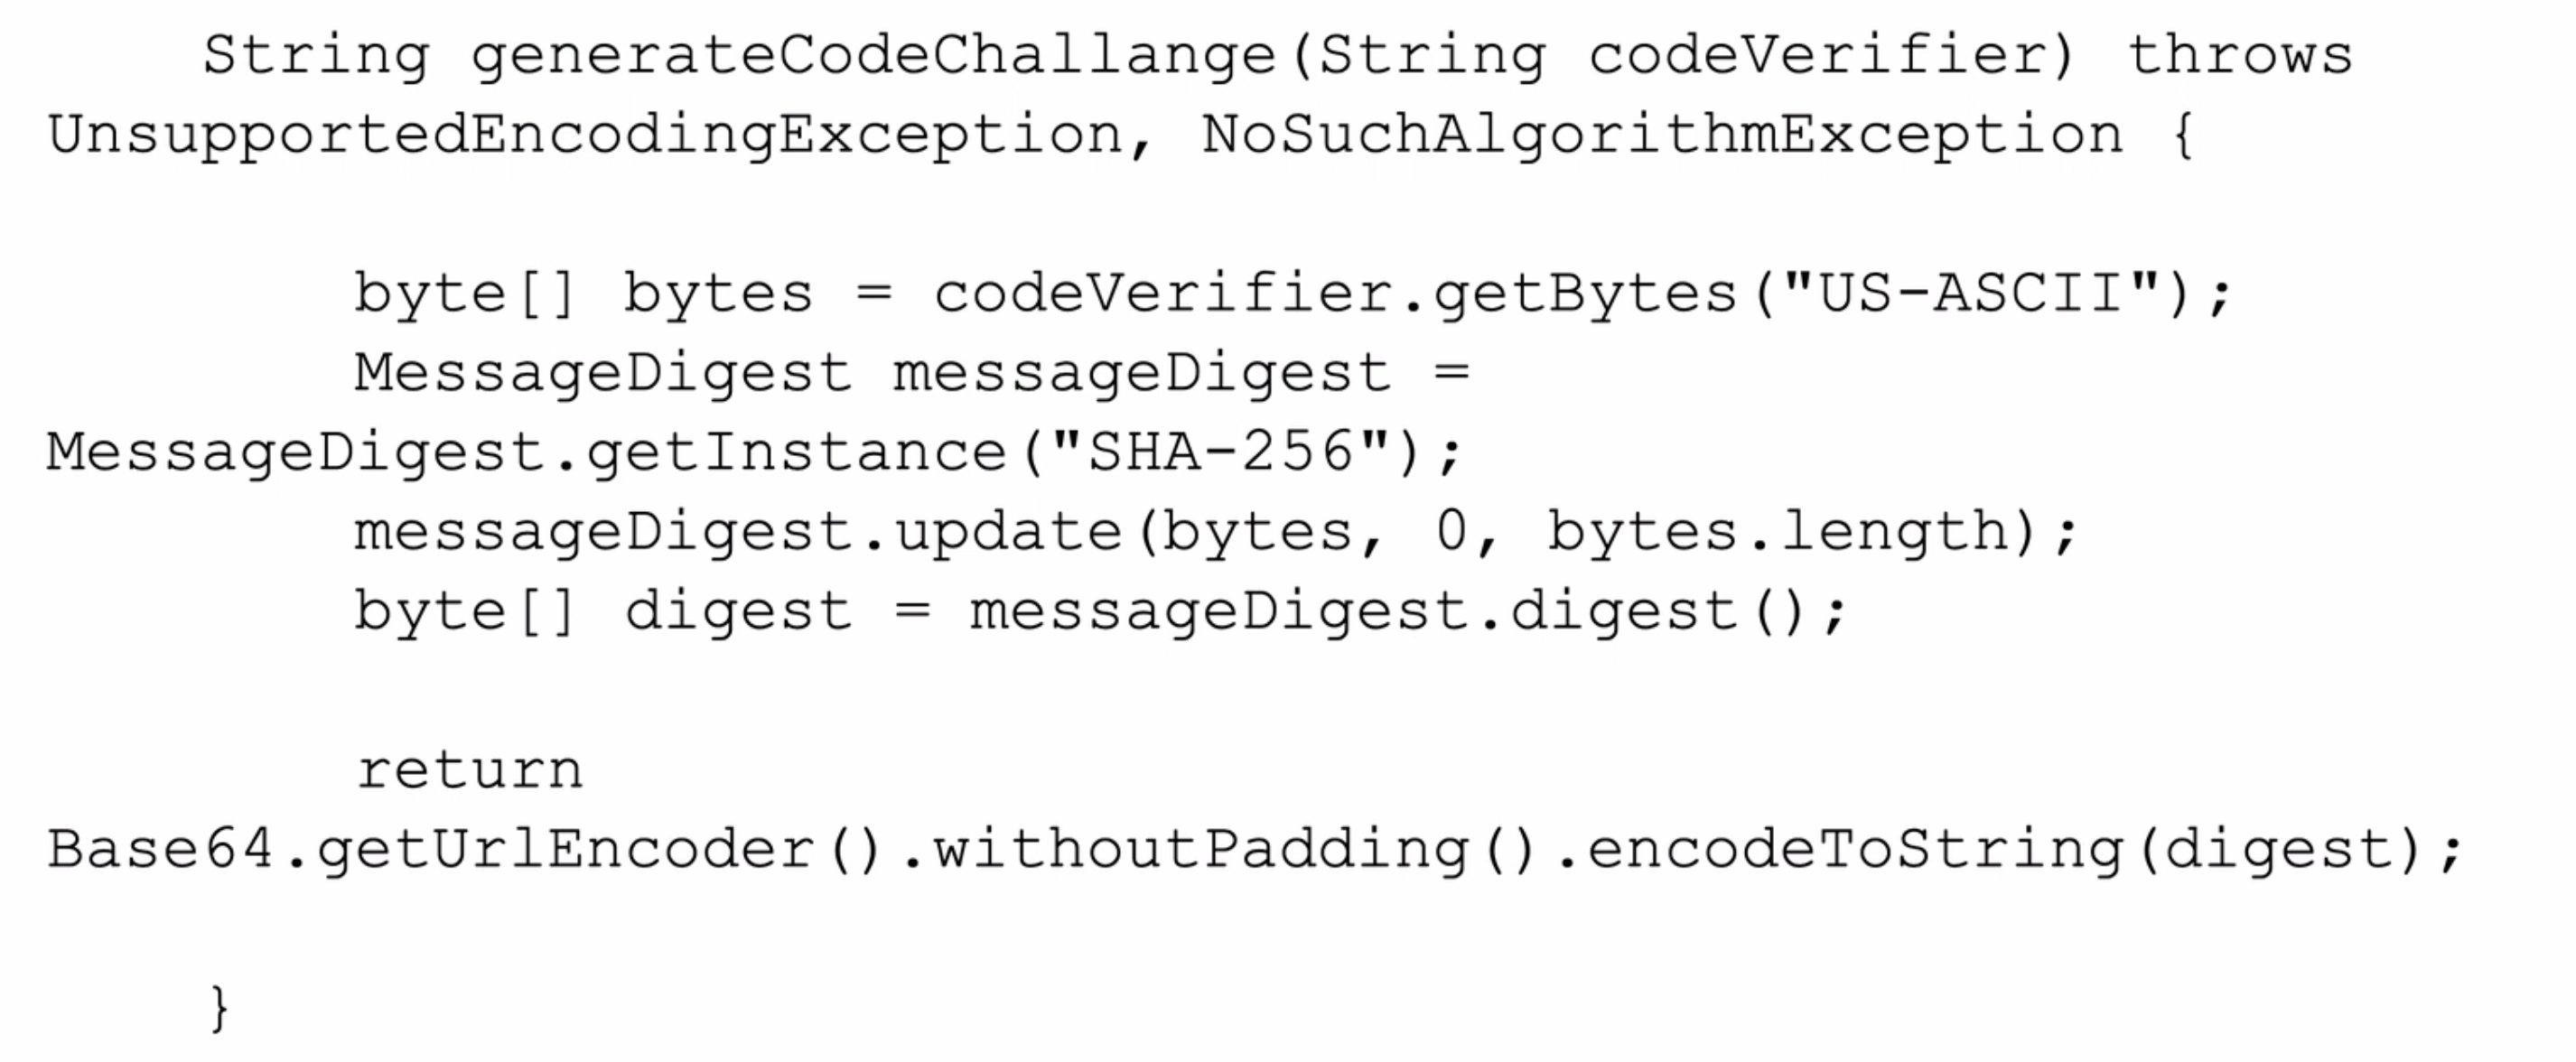 String generateCodeChallange(String codeVerifier) throws
UnsupportedEncodingException, NoSuchAlgorithmException {
byte[] bytes = codeVerifier.getBytes("US-ASCII");
MessageDigest messageDigest =
MessageDigest.getInstance("SHA-256");
messageDigest.update(bytes, 0, bytes.length);
byte[] digest = messageDigest.digest();
return
Base64.getUrlEncoder().withoutPadding().encodeToString(digest);
}